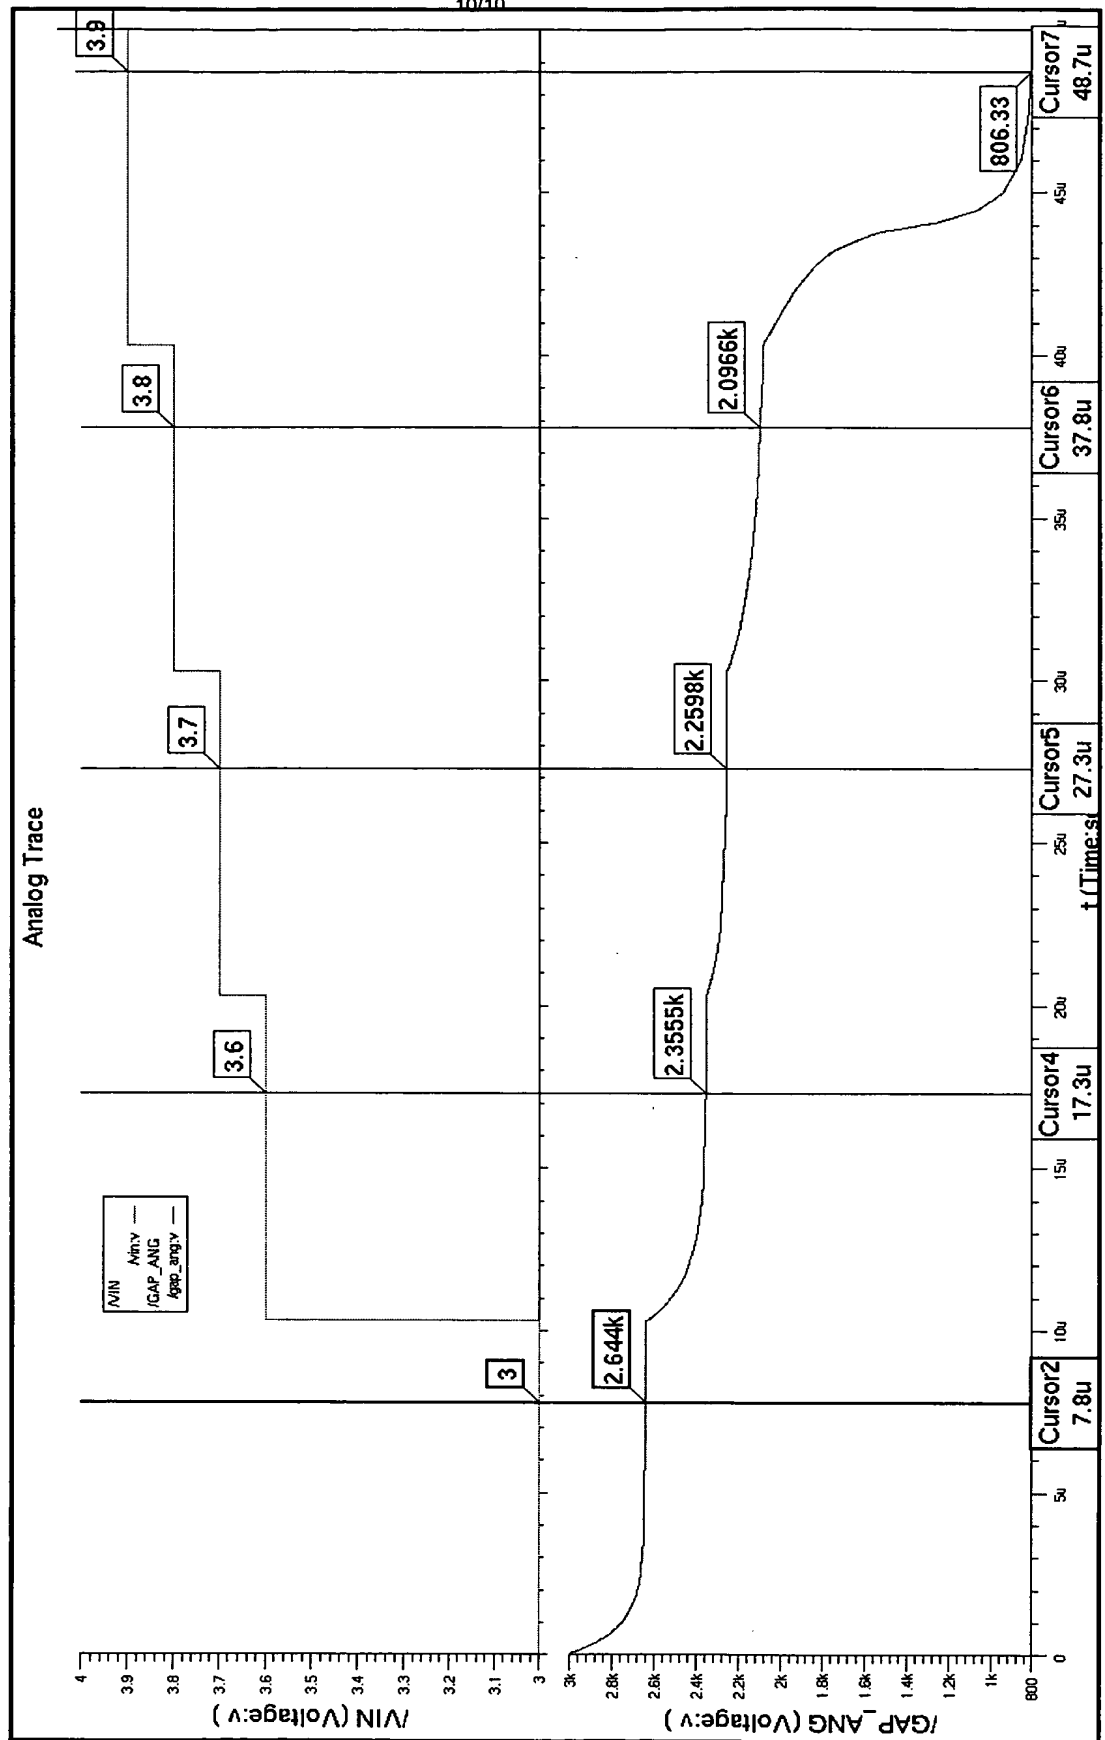 10/10
Analog Trace
/VIN (Voltage:v)
4
3.9
3.8
3.7
3.6
3.5
3.4
3.3
3.2
3.1
3
/VIN
/vin:v
/GAP_ANG
/gap_ang:v
3
3.6
3.7
3.8
3.9
/GAP_ANG (Voltage:v)
3k
2.8k
2.6k
2.4k
2.2k
2k
1.8k
1.6k
1.4k
1.2k
1k
800
2.644k
2.3555k
2.2598k
2.0966k
806.33
0
5u
10u
15u
20u
25u
30u
35u
40u
45u
u
Cursor2
7.8u
Cursor4
17.3u
Cursor5
27.3u
Cursor6
37.8u
Cursor7
48.7u
t (Time:s